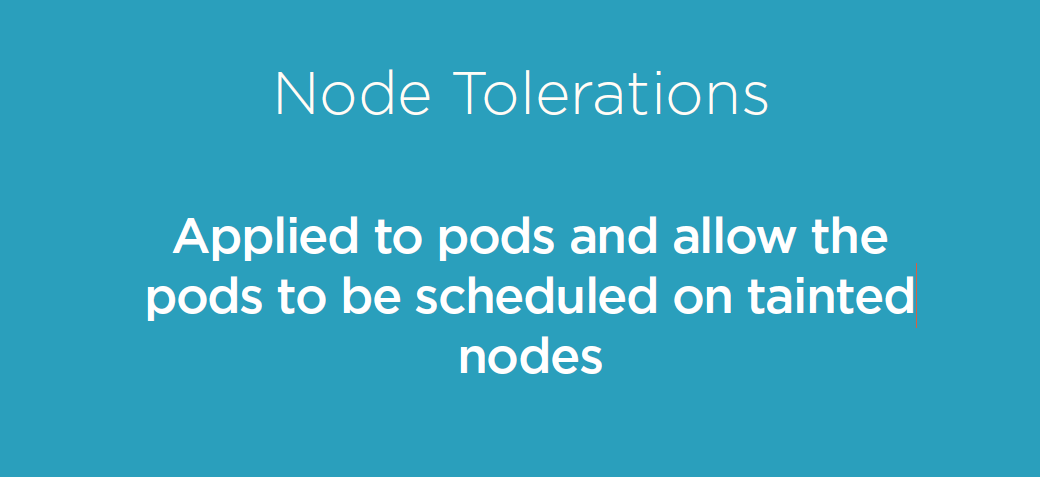 Node Tolerations
Applied to pods and allow the
pods to be scheduled on tainted
nodes